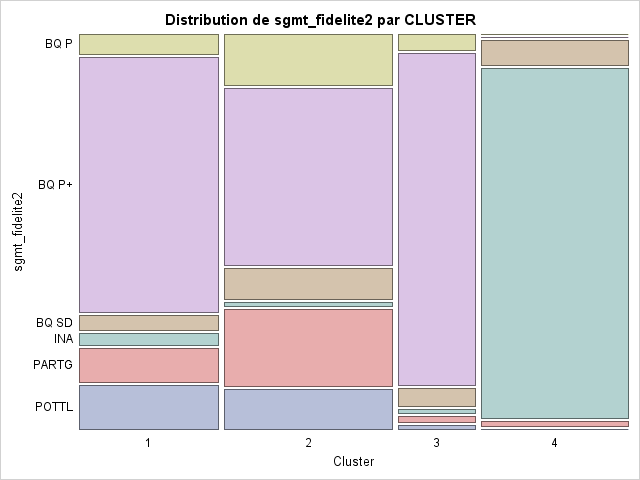 Distribution de sgmt_fidelite2 par CLUSTER
BQ P
BQ P+
BQ SD
INA
PARTG
POTTL
sgmt_fidelite2
1 2 3 4
Cluster